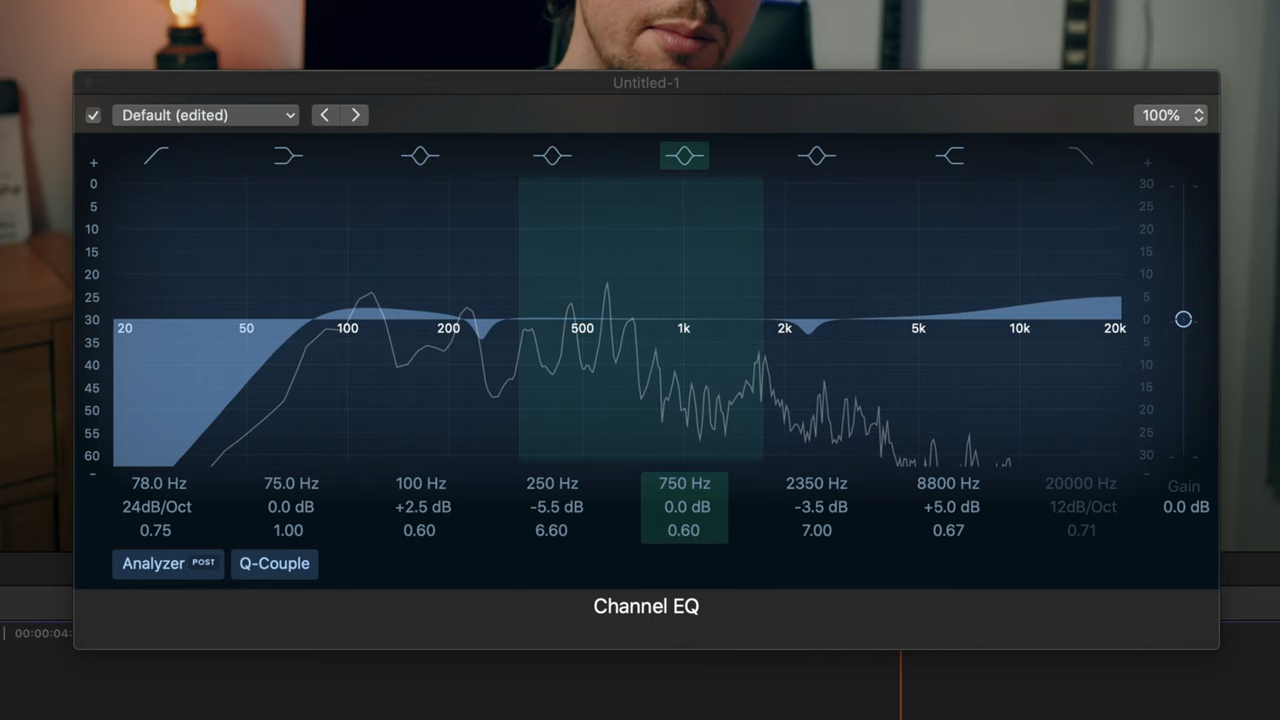 Untitled-1
Default (edited)
100%
+ +
0 30
5 25
10 20
15 15
20 10
25 5
30 0
35 5
40 10
45 15
50 20
55 25
60 30
- -
20 50 100 200 500 1k 2k 5k 10k 20k
78.0 Hz 75.0 Hz 100 Hz 250 Hz 750 Hz 2350 Hz 8800 Hz 20000 Hz Gain
24dB/Oct 0.0 dB +2.5 dB -5.5 dB 0.0 dB -3.5 dB +5.0 dB 12dB/Oct 0.0 dB
0.75 1.00 0.60 6.60 0.60 7.00 0.67 0.71
Analyzer POST Q-Couple
Channel EQ
00:00:04: